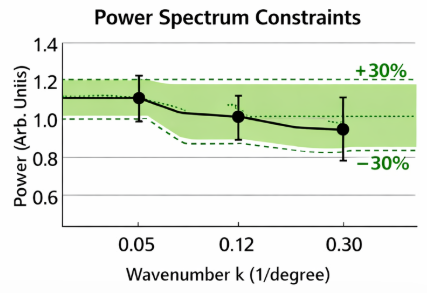 Power Spectrum Constraints
Power (Arb. Uniis)
1.4
1.2
1.0
0.8
0.6
+30%
−30%
0.05 0.12 0.30
Wavenumber k (1/degree)